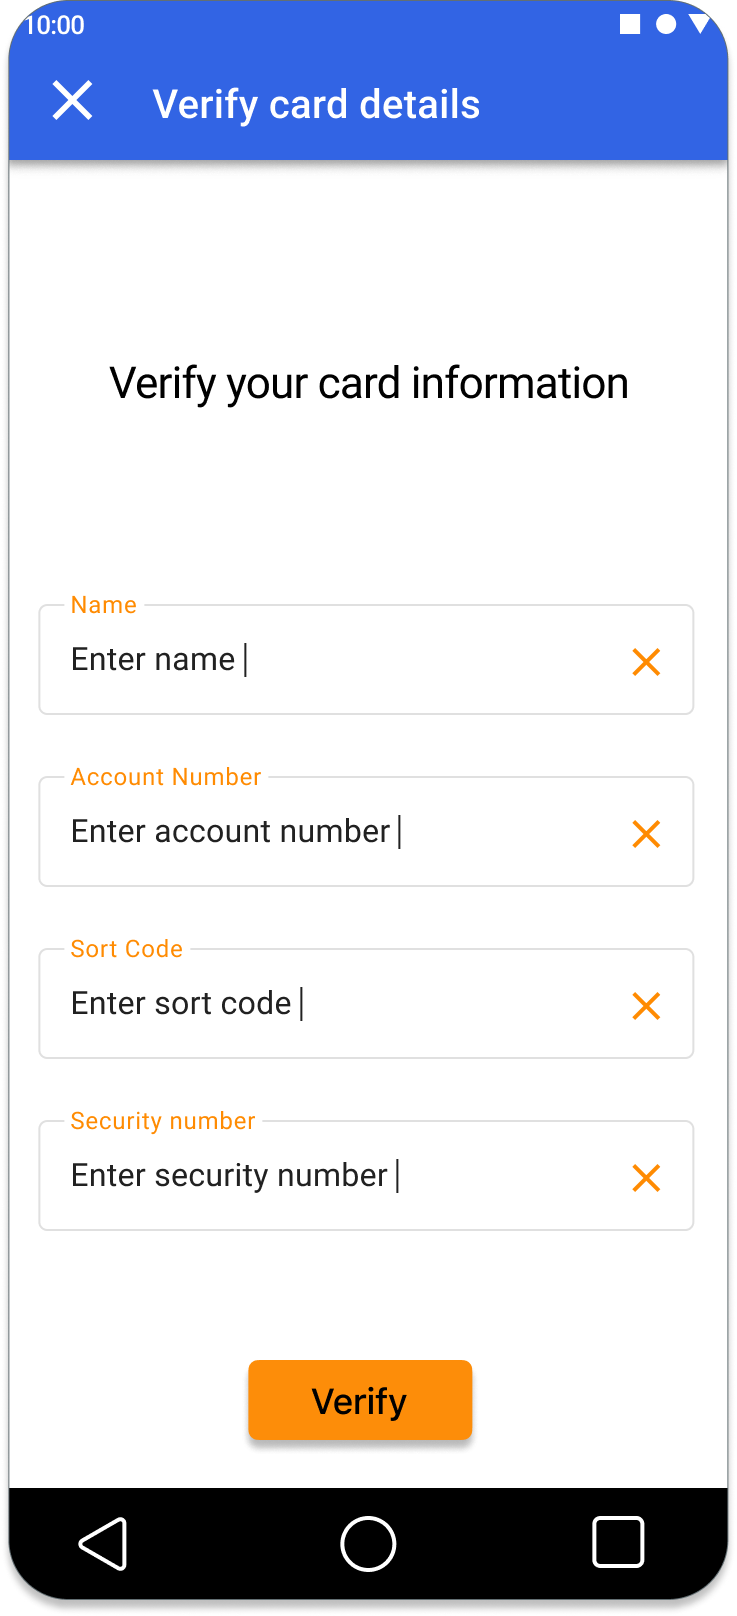 10:00
Verify card details
Verify your card information
Name
Enter name
Account Number
Enter account number
Sort Code
Enter sort code
Security number
Enter security number
Verify